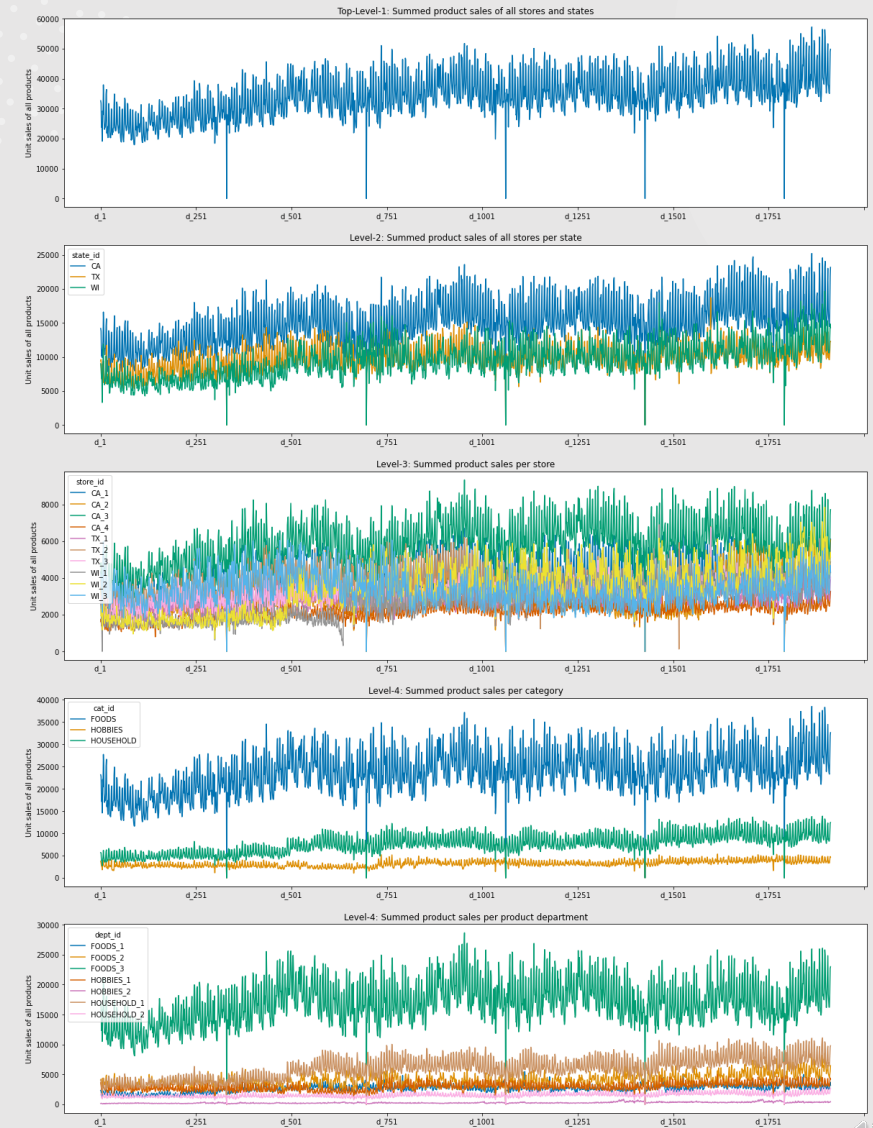 Top-Level-1: Summed product sales of all stores and states
Unit sales of all products
60000
50000
40000
30000
20000
10000
0
d_1 d_251 d_501 d_751 d_1001 d_1251 d_1501 d_1751
Level-2: Summed product sales of all stores per state
Unit sales of all products
25000
20000
15000
10000
5000
0
state_id
CA
TX
WI
d_1 d_251 d_501 d_751 d_1001 d_1251 d_1501 d_1751
Level-3: Summed product sales per store
Unit sales of all products
8000
6000
4000
2000
0
store_id
CA_1
CA_2
CA_3
CA_4
TX_1
TX_2
TX_3
WI_1
WI_2
WI_3
d_1 d_251 d_501 d_751 d_1001 d_1251 d_1501 d_1751
Level-4: Summed product sales per category
Unit sales of all products
40000
35000
30000
25000
20000
15000
10000
5000
0
cat_id
FOODS
HOBBIES
HOUSEHOLD
d_1 d_251 d_501 d_751 d_1001 d_1251 d_1501 d_1751
Level-4: Summed product sales per product department
Unit sales of all products
30000
25000
20000
15000
10000
5000
0
dept_id
FOODS_1
FOODS_2
FOODS_3
HOBBIES_1
HOBBIES_2
HOUSEHOLD_1
HOUSEHOLD_2
d_1 d_251 d_501 d_751 d_1001 d_1251 d_1501 d_1751